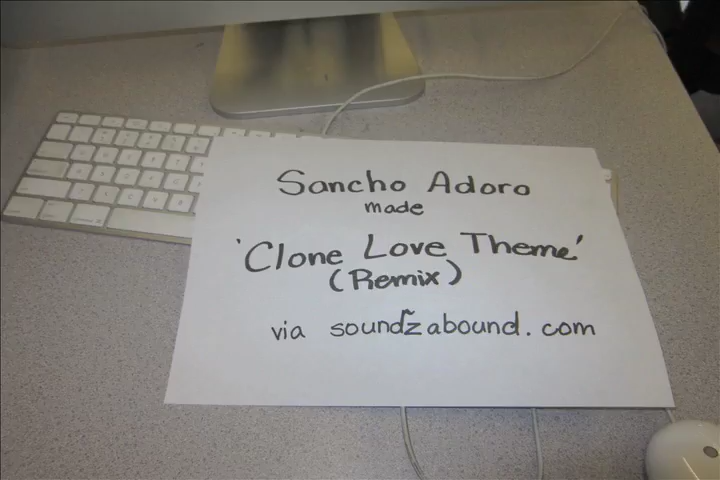 Sancho Adoro
made
'Clone Love Theme'
(Remix)
via soundzabound.com